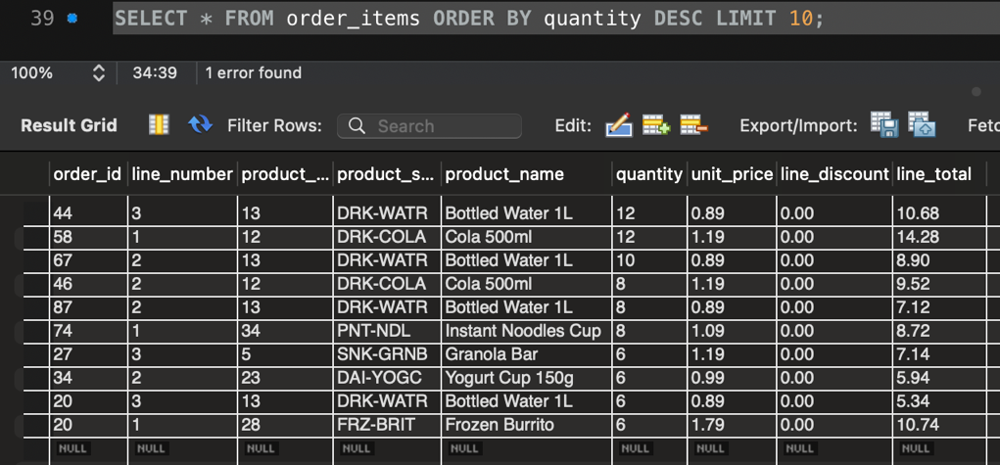 39 SELECT * FROM order_items ORDER BY quantity DESC LIMIT 10;
100% 34:39 1 error found
Result Grid Filter Rows: Search Edit: Export/Import: Fetc
order_id line_number product_... product_s... product_name quantity unit_price line_discount line_total
44 3 13 DRK-WATR Bottled Water 1L 12 0.89 0.00 10.68
58 1 12 DRK-COLA Cola 500ml 12 1.19 0.00 14.28
67 2 13 DRK-WATR Bottled Water 1L 10 0.89 0.00 8.90
46 2 12 DRK-COLA Cola 500ml 8 1.19 0.00 9.52
87 2 13 DRK-WATR Bottled Water 1L 8 0.89 0.00 7.12
74 1 34 PNT-NDL Instant Noodles Cup 8 1.09 0.00 8.72
27 3 5 SNK-GRNB Granola Bar 6 1.19 0.00 7.14
34 2 23 DAI-YOGC Yogurt Cup 150g 6 0.99 0.00 5.94
20 3 13 DRK-WATR Bottled Water 1L 6 0.89 0.00 5.34
20 1 28 FRZ-BRIT Frozen Burrito 6 1.79 0.00 10.74
NULL NULL NULL NULL NULL NULL NULL NULL NULL